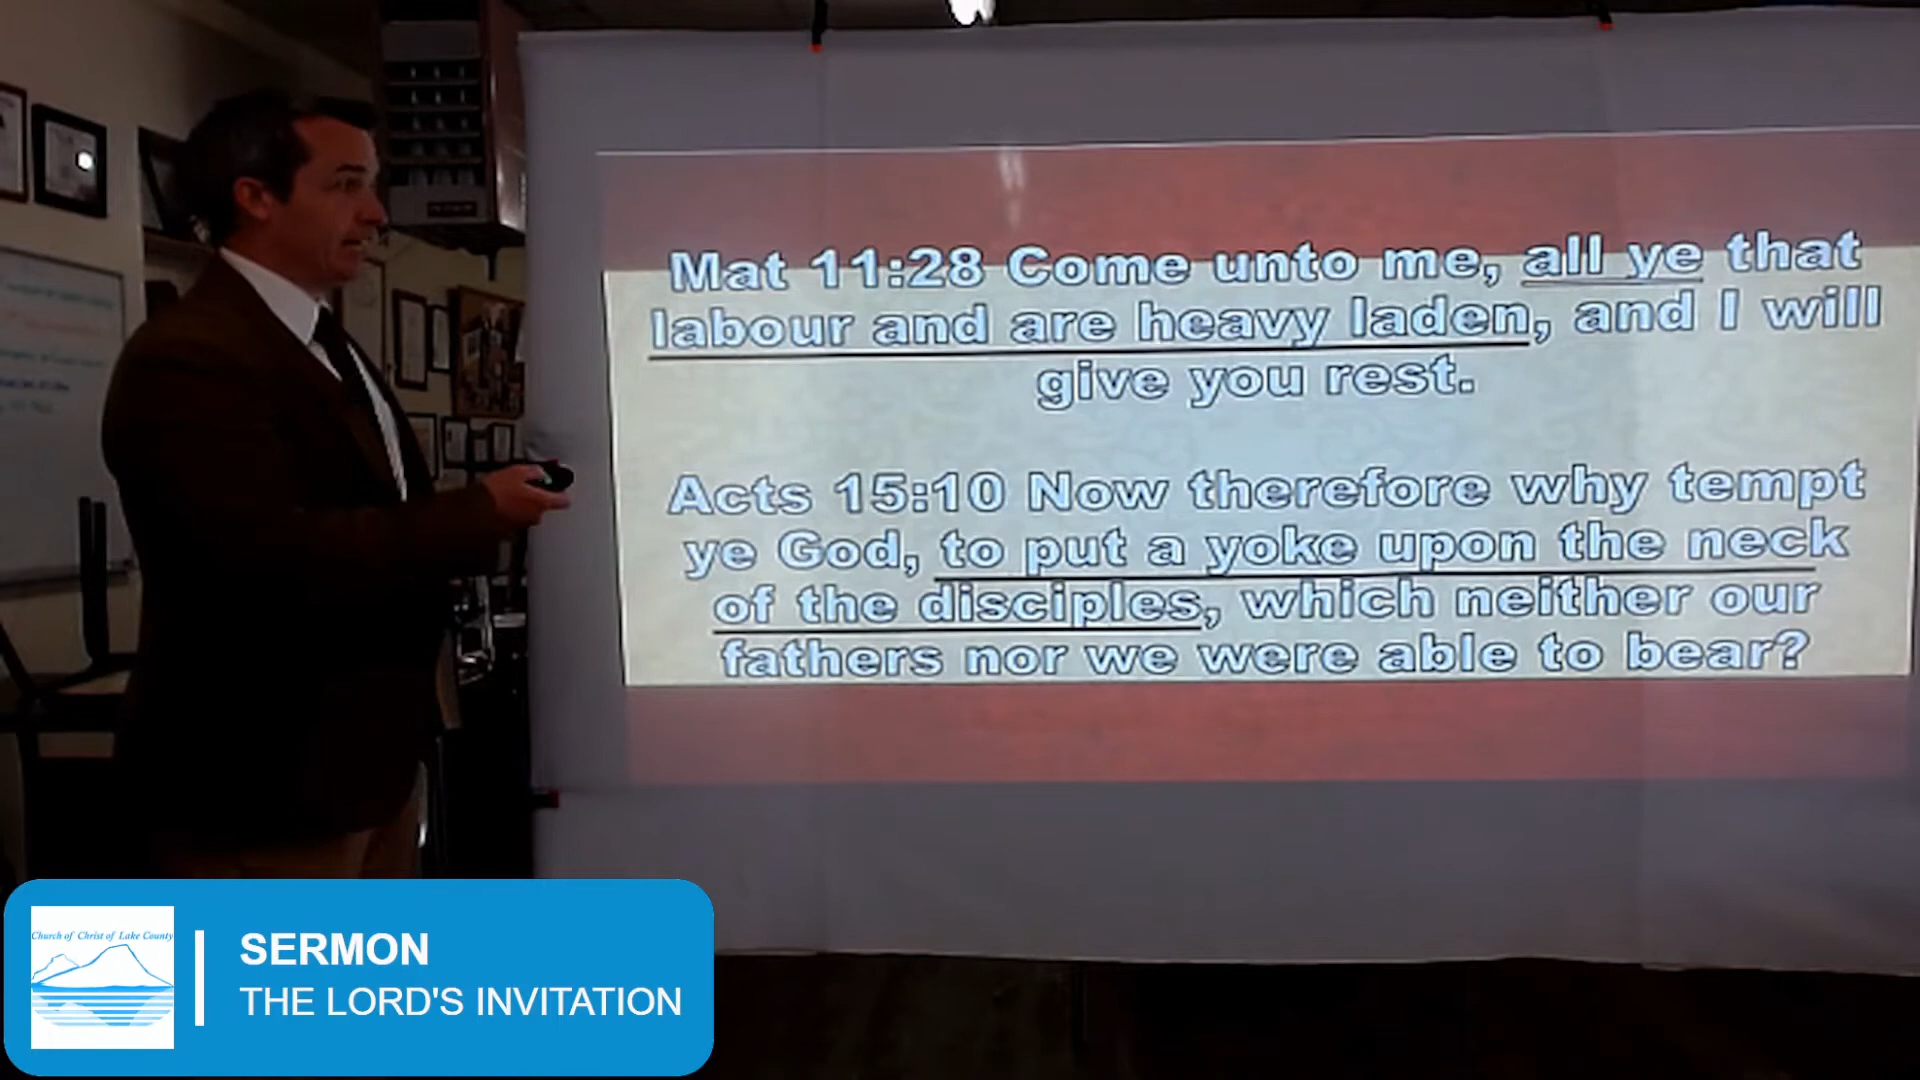 Mat 11:28 Come unto me, all ye that
labour and are heavy laden, and I will
give you rest.
Acts 15:10 Now therefore why tempt
ye God, to put a yoke upon the neck
of the disciples, which neither our
fathers nor we were able to bear?
Church of Christ of Lake County
SERMON
THE LORD'S INVITATION